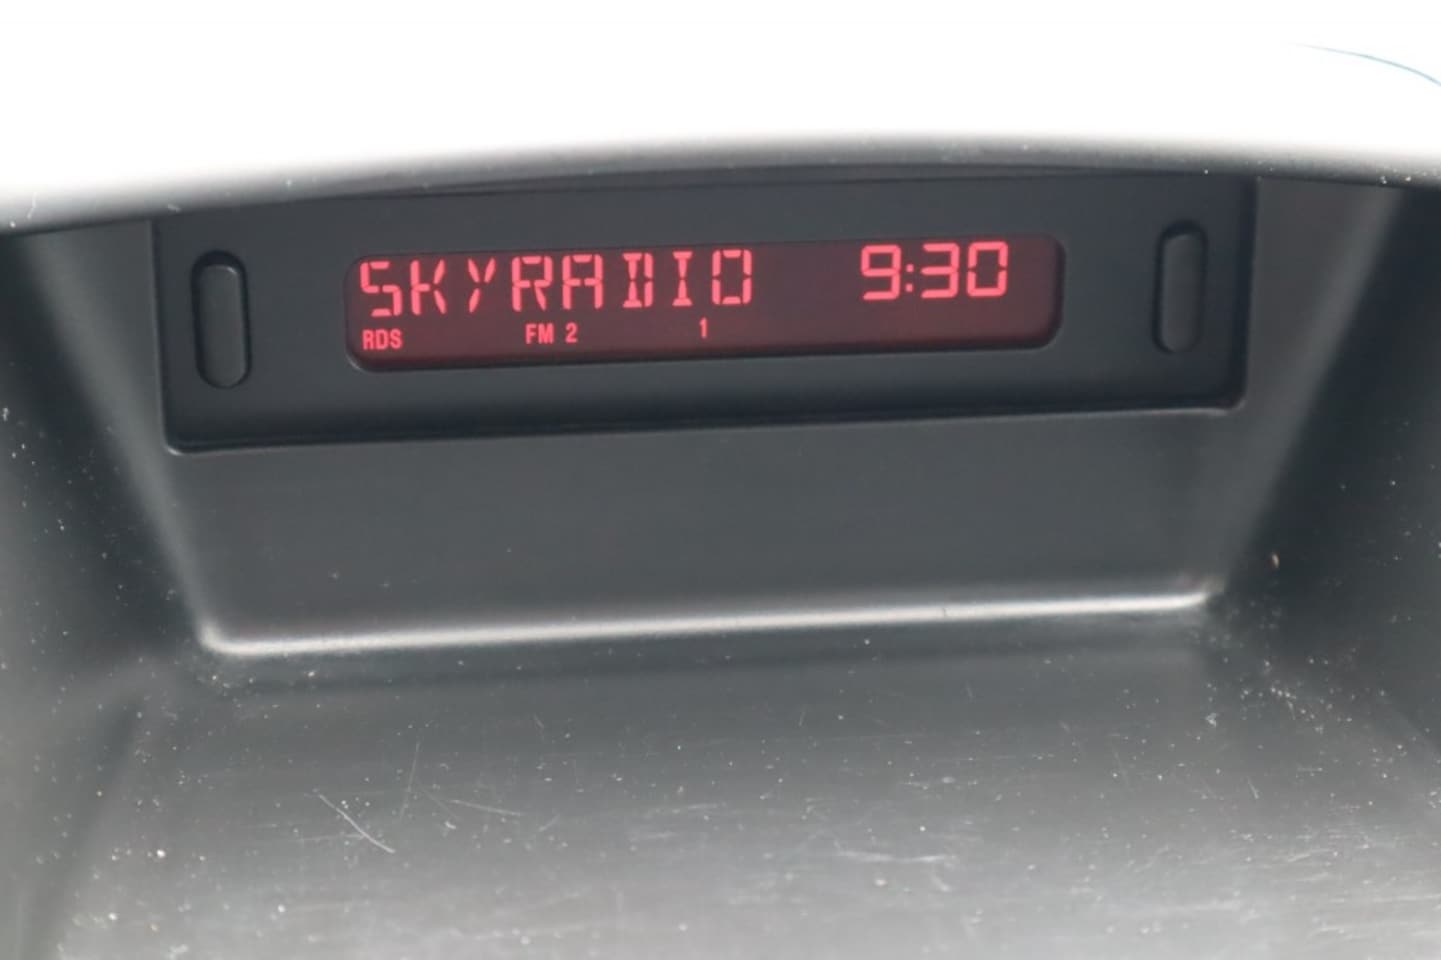 SKYRADIO 9:30
RDS FM 2 1